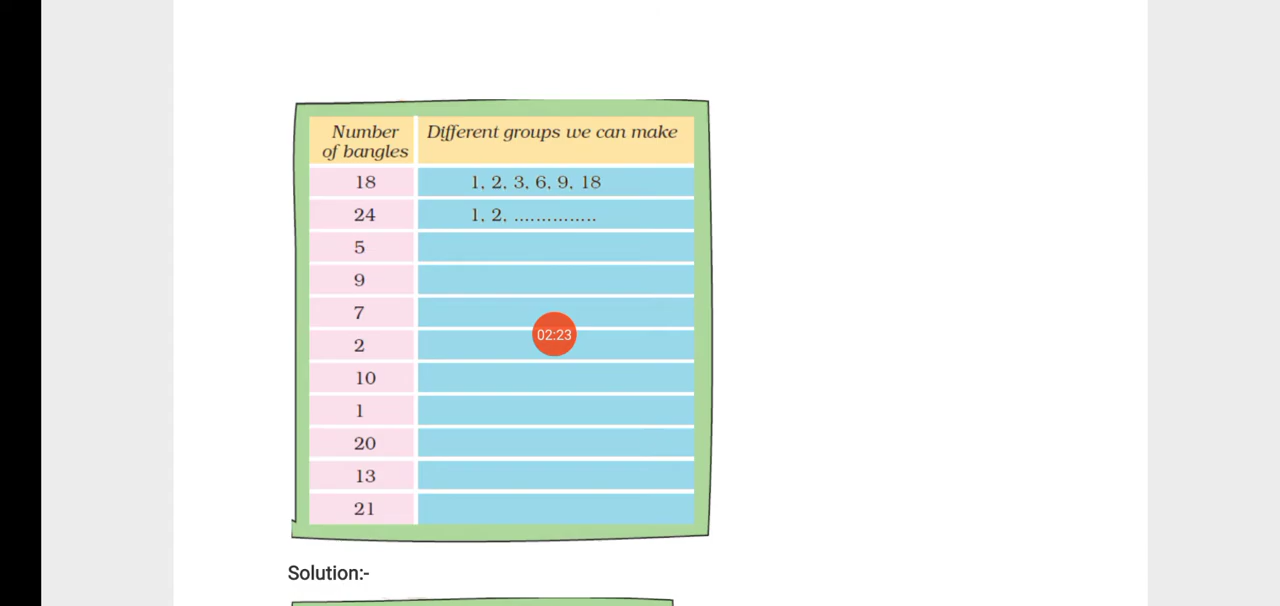 Number of bangles Different groups we can make
18 1, 2, 3, 6, 9, 18
24 1, 2, ...............
5
9
7
02:23
2
10
1
20
13
21
Solution:-